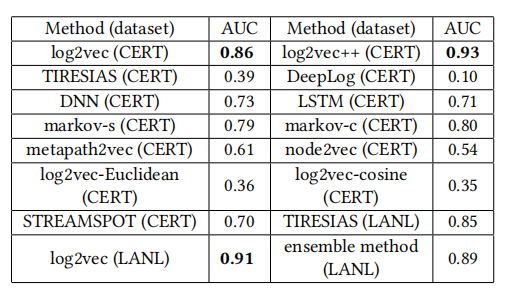 Method (dataset) AUC Method (dataset) AUC
log2vec (CERT) 0.86 log2vec++ (CERT) 0.93
TIRESIAS (CERT) 0.39 DeepLog (CERT) 0.10
DNN (CERT) 0.73 LSTM (CERT) 0.71
markov-s (CERT) 0.79 markov-c (CERT) 0.80
metapath2vec (CERT) 0.61 node2vec (CERT) 0.54
log2vec-Euclidean
(CERT) 0.36 log2vec-cosine
(CERT) 0.35
STREAMSPOT (CERT) 0.70 TIRESIAS (LANL) 0.85
log2vec (LANL) 0.91 ensemble method
(LANL) 0.89